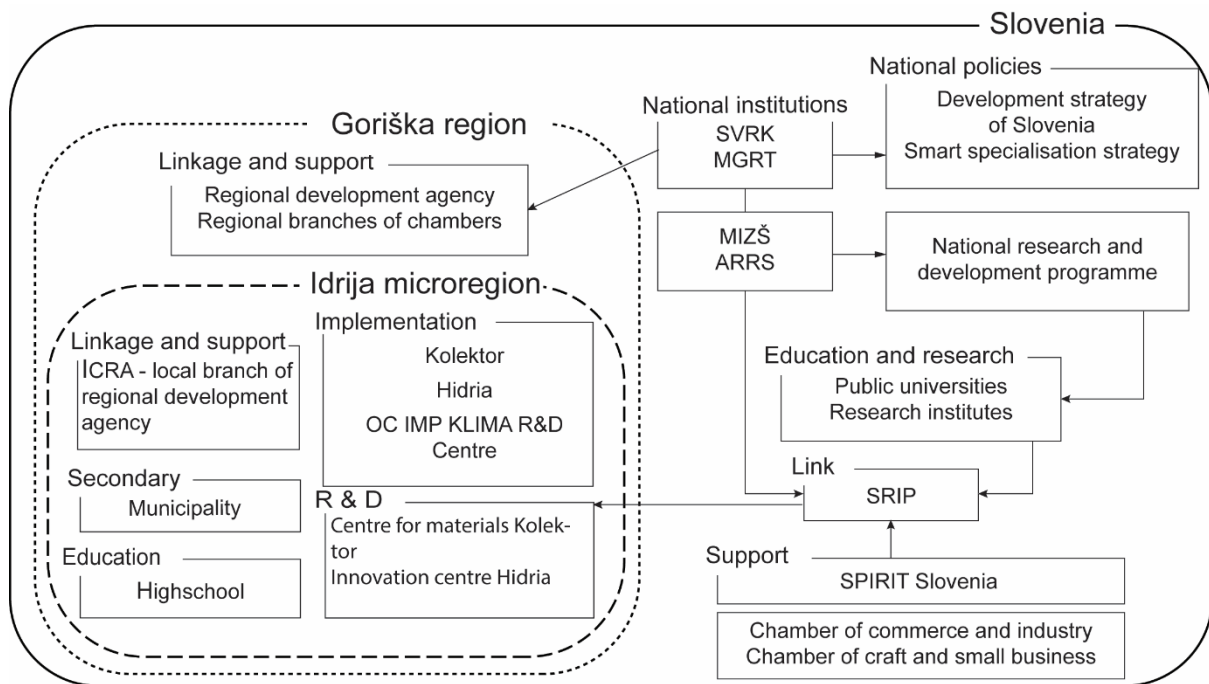 Slovenia
National policies
Development strategy
of Slovenia
Smart specialisation strategy
National institutions
SVRK
MGRT
Goriška region
Linkage and support
Regional development agency
Regional branches of chambers
MIZŠ
ARRS
National research and
development programme
Idrija microregion
Implementation
Kolektor
Hidria
OC IMP KLIMA R&D
Centre
Linkage and support
ICRA - local branch of
regional development
agency
Education and research
Public universities
Research institutes
Secondary
Municipality
R & D
Centre for materials Kolek-
tor
Innovation centre Hidria
Link
SRIP
Education
Highschool
Support
SPIRIT Slovenia
Chamber of commerce and industry
Chamber of craft and small business